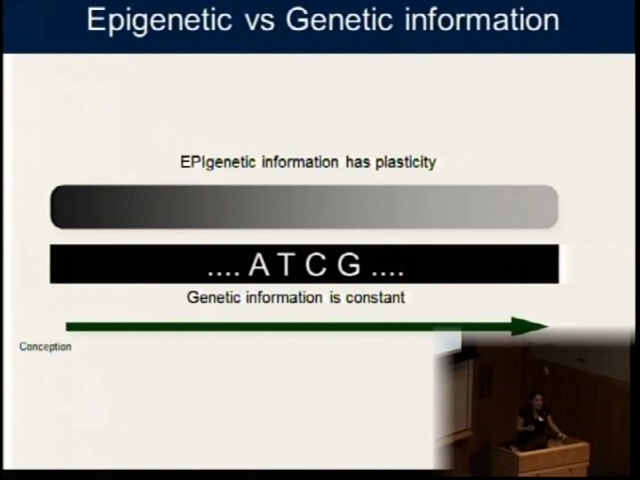 Epigenetic vs Genetic information
EPIgenetic information has plasticity
.... A T C G ....
Genetic information is constant
Conception